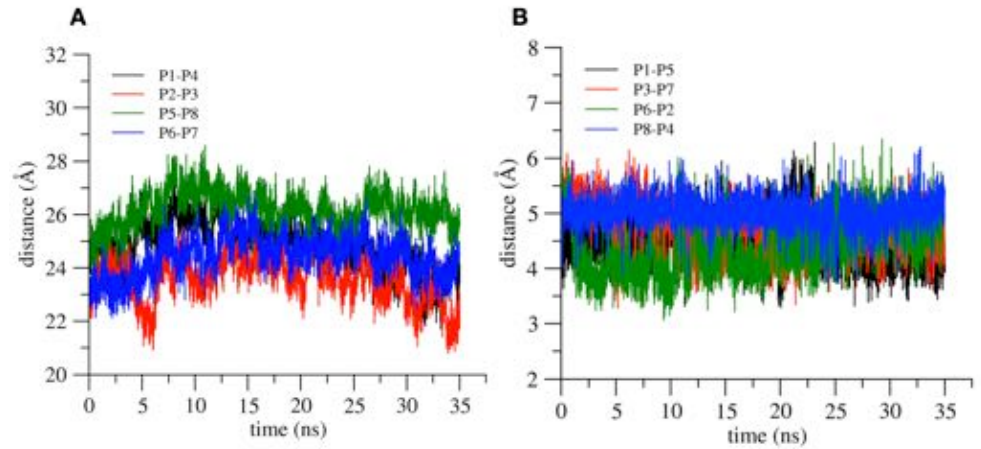 A
32
30
28
26
24
22
20
distance (Å)
P1-P4
P2-P3
P5-P8
P6-P7
0 5 10 15 20 25 30 35
time (ns)
B
8
7
6
5
4
3
2
distance (Å)
P1-P5
P3-P7
P6-P2
P8-P4
0 5 10 15 20 25 30 35
time (ns)